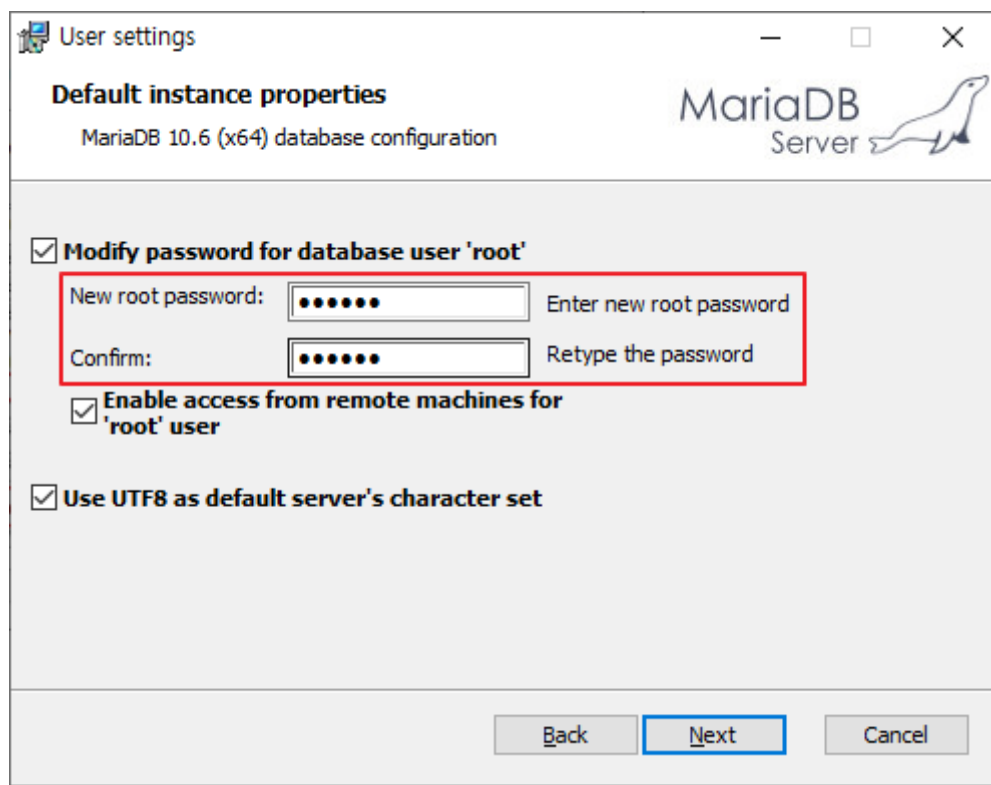 User settings
Default instance properties
MariaDB 10.6 (x64) database configuration
MariaDB
Server
Modify password for database user 'root'
New root password: ●●●●●● Enter new root password
Confirm: ●●●●●● Retype the password
Enable access from remote machines for
'root' user
Use UTF8 as default server's character set
Back Next Cancel